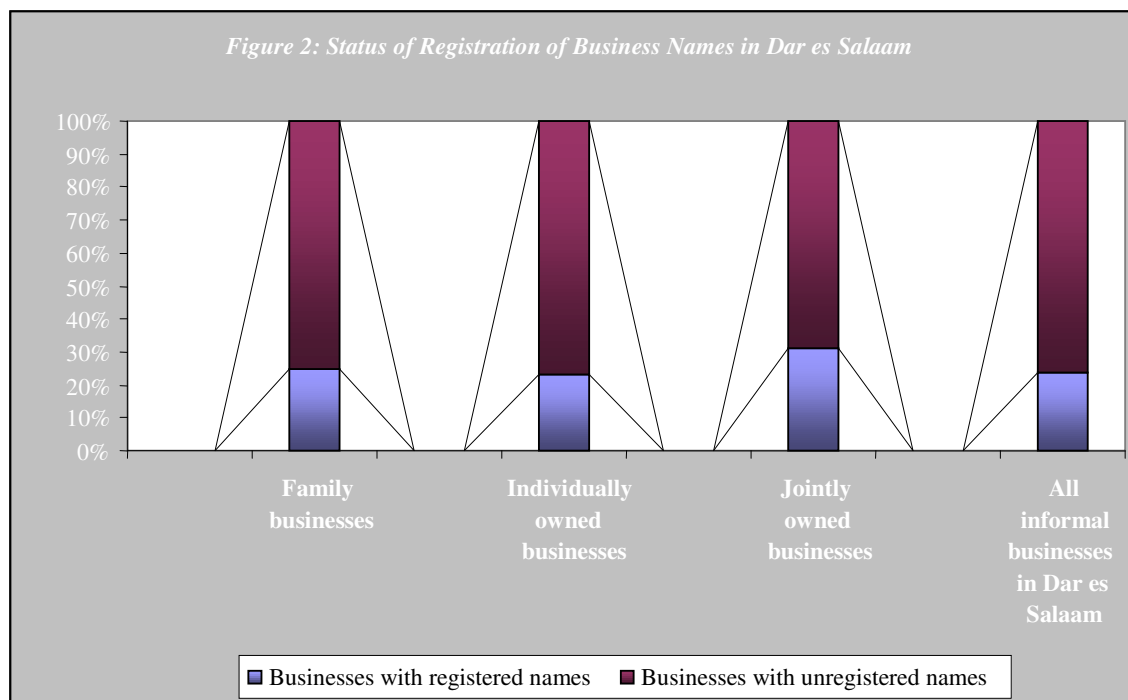 Figure 2: Status of Registration of Business Names in Dar es Salaam
100%
90%
80%
70%
60%
50%
40%
30%
20%
10%
0%
Family
businesses
Individually
owned
businesses
Jointly
owned
businesses
All
informal
businesses
in Dar es
Salaam
Businesses with registered names
Businesses with unregistered names